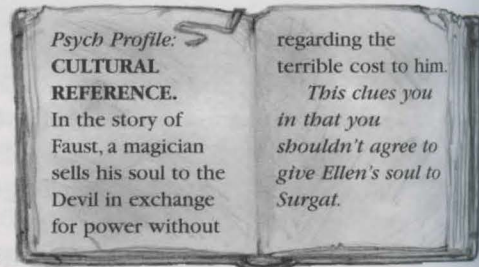 Psych Profile:
CULTURAL
REFERENCE.
In the story of
Faust, a magician
sells his soul to the
Devil in exchange
for power without
regarding the
terrible cost to him.
This clues you
in that you
shouldn't agree to
give Ellen's soul to
Surgat.